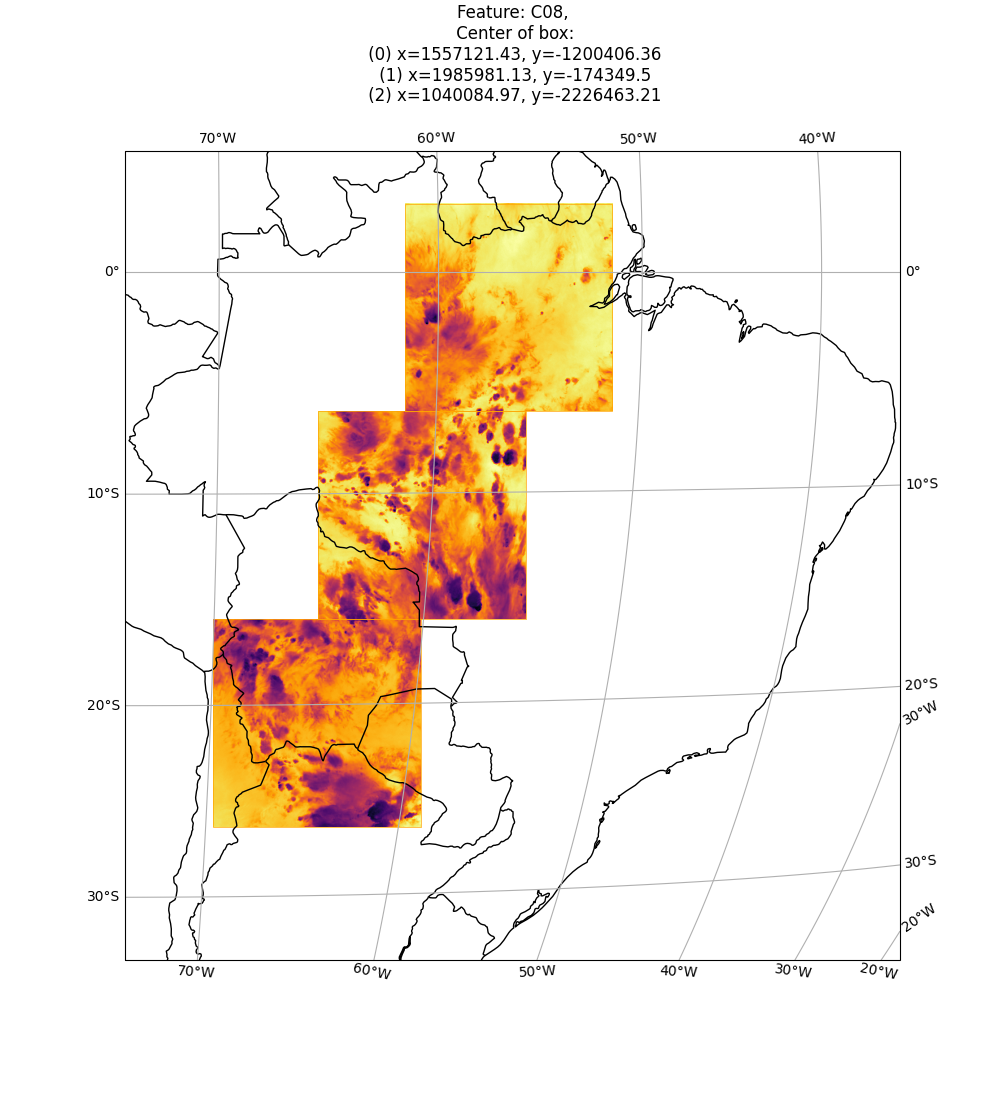 Feature: C08,
Center of box:
(0) x=1557121.43, y=-1200406.36
(1) x=1985981.13, y=-174349.5
(2) x=1040084.97, y=-2226463.21
70°W 60°W 50°W 40°W
0° 0°
10°S 10°S
20°S 20°S
30°W
30°S 30°S
20°W
70°W 60°W 50°W 40°W 30°W 20°W